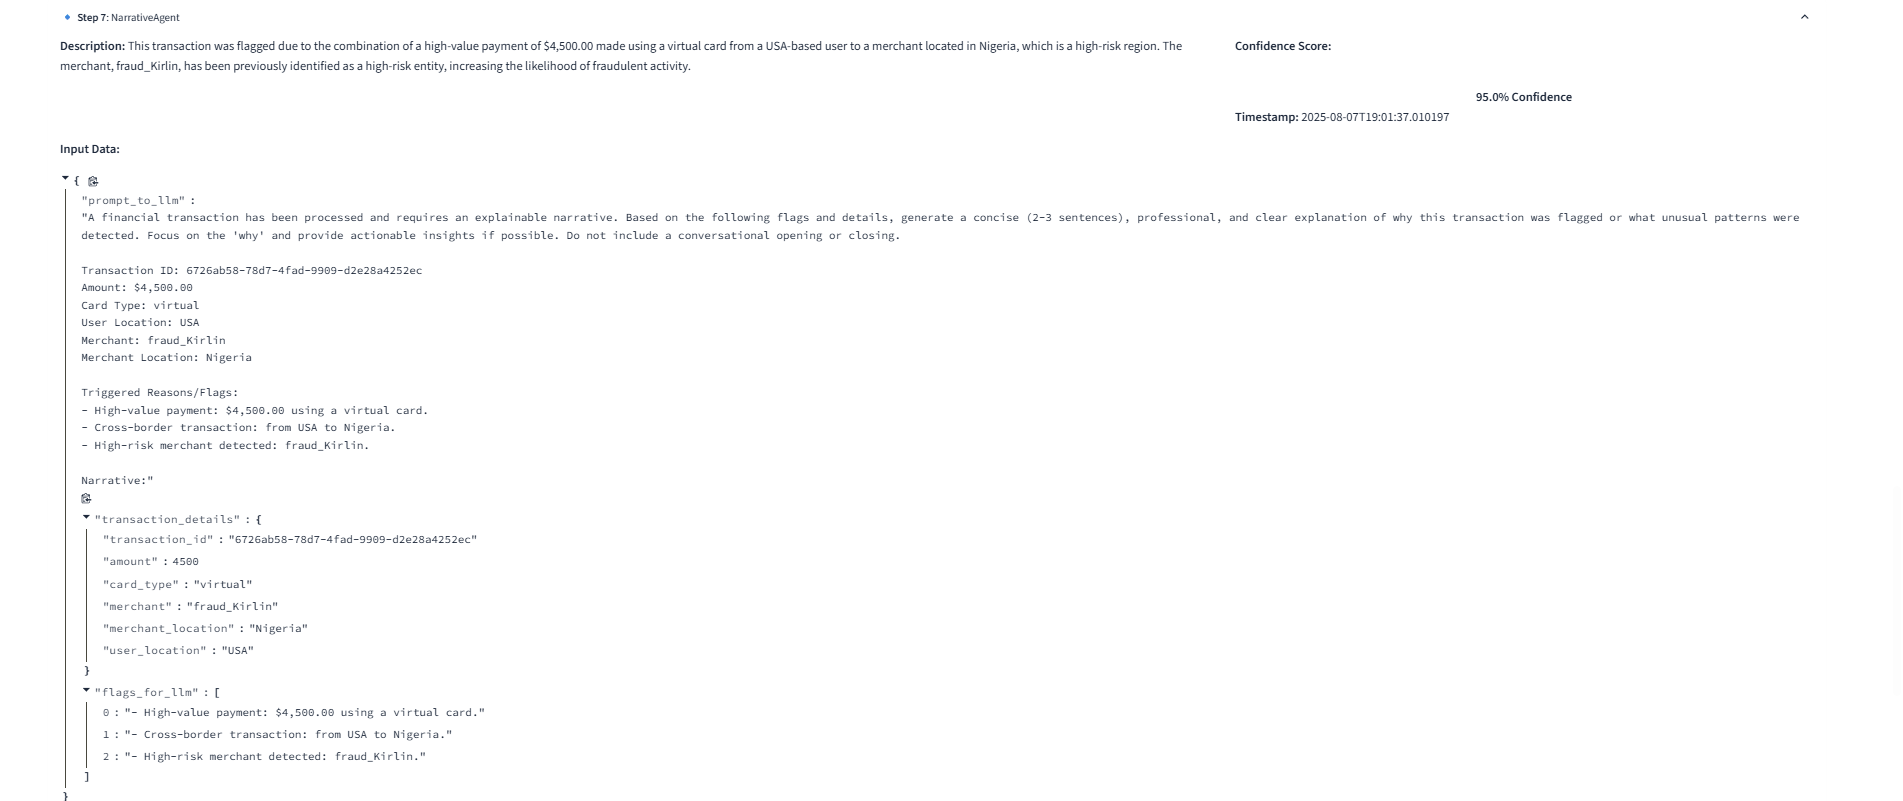 Step 7: NarrativeAgent
Description: This transaction was flagged due to the combination of a high-value payment of $4,500.00 made using a virtual card from a USA-based user to a merchant located in Nigeria, which is a high-risk region. The
merchant, fraud_Kirlin, has been previously identified as a high-risk entity, increasing the likelihood of fraudulent activity.
Confidence Score:
95.0% Confidence
Timestamp: 2025-08-07T19:01:37.010197
Input Data:
{
"prompt_to_llm" :
"A financial transaction has been processed and requires an explainable narrative. Based on the following flags and details, generate a concise (2-3 sentences), professional, and clear explanation of why this transaction was flagged or what unusual patterns were
detected. Focus on the 'why' and provide actionable insights if possible. Do not include a conversational opening or closing.
Transaction ID: 6726ab58-78d7-4fad-9909-d2e28a4252ec
Amount: $4,500.00
Card Type: virtual
User Location: USA
Merchant: fraud_Kirlin
Merchant Location: Nigeria
Triggered Reasons/Flags:
- High-value payment: $4,500.00 using a virtual card.
- Cross-border transaction: from USA to Nigeria.
- High-risk merchant detected: fraud_Kirlin.
Narrative:"
"transaction_details" : {
"transaction_id" : "6726ab58-78d7-4fad-9909-d2e28a4252ec"
"amount" : 4500
"card_type" : "virtual"
"merchant" : "fraud_Kirlin"
"merchant_location" : "Nigeria"
"user_location" : "USA"
}
"flags_for_llm" : [
0 : "- High-value payment: $4,500.00 using a virtual card."
1 : "- Cross-border transaction: from USA to Nigeria."
2 : "- High-risk merchant detected: fraud_Kirlin."
]
}